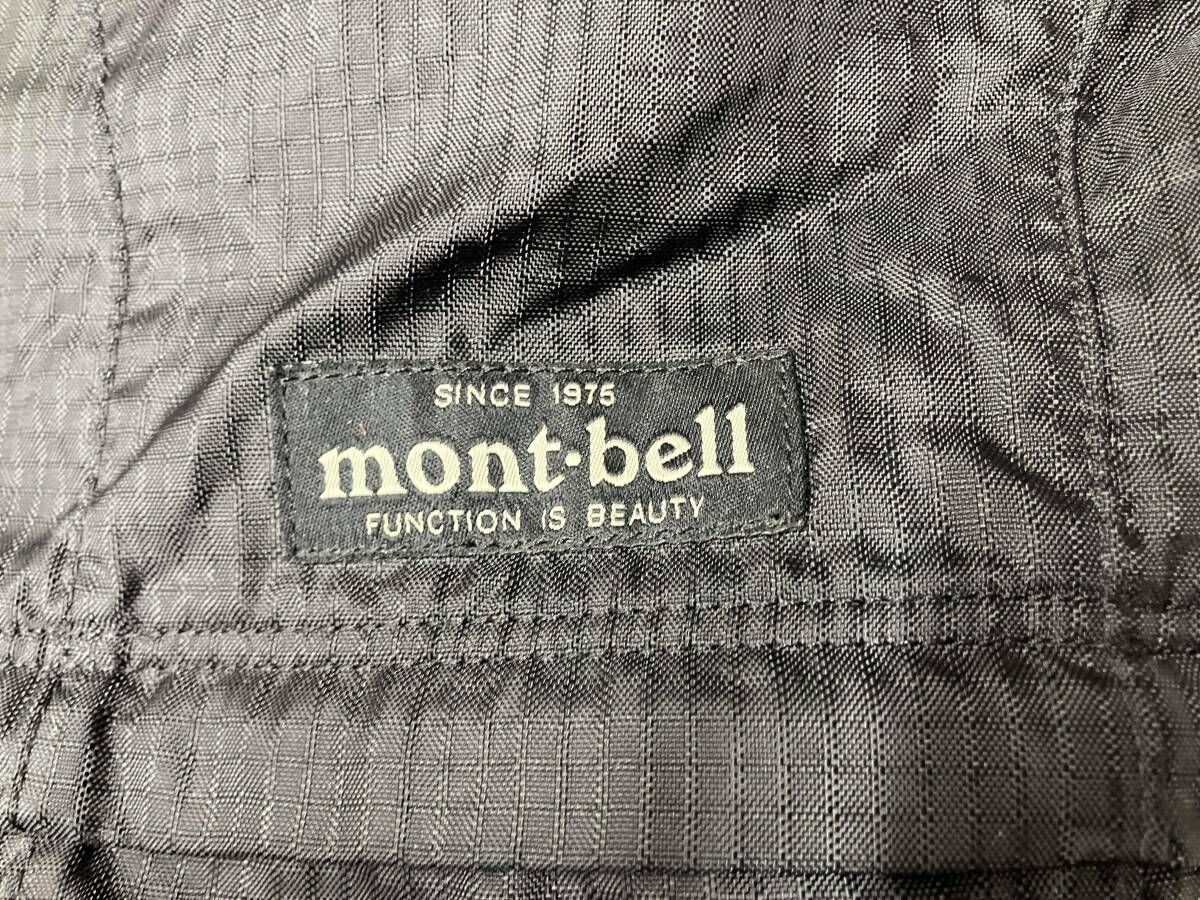 SINCE 1975
mont·bell
FUNCTION IS BEAUTY